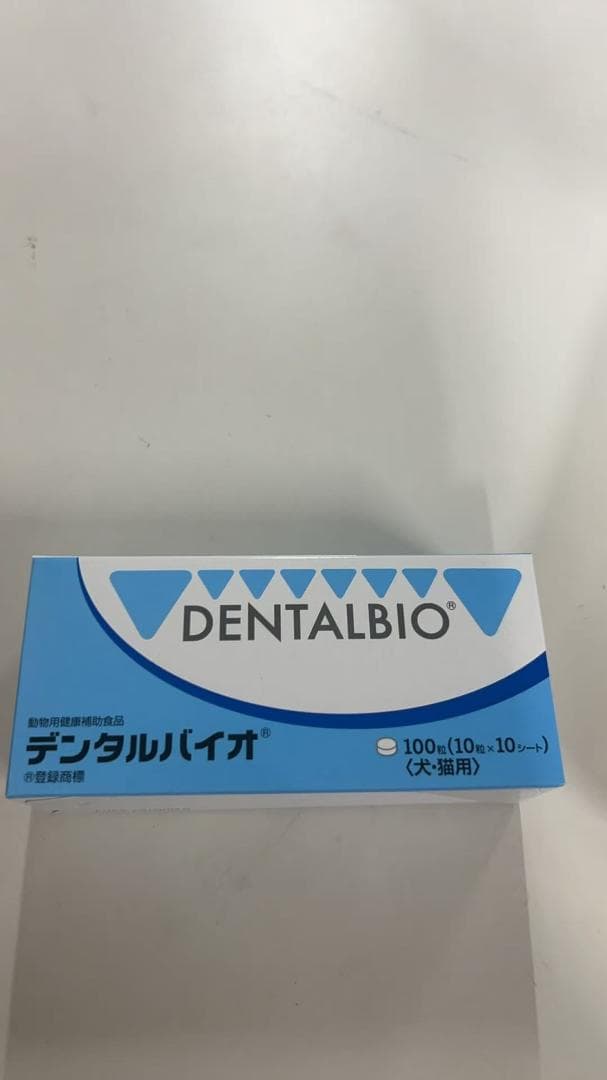 DENTALBIO®
動物用健康補助食品
デンタルバイオ®
®登録商標
100粒(10粒×10シート)
〈犬・猫用〉